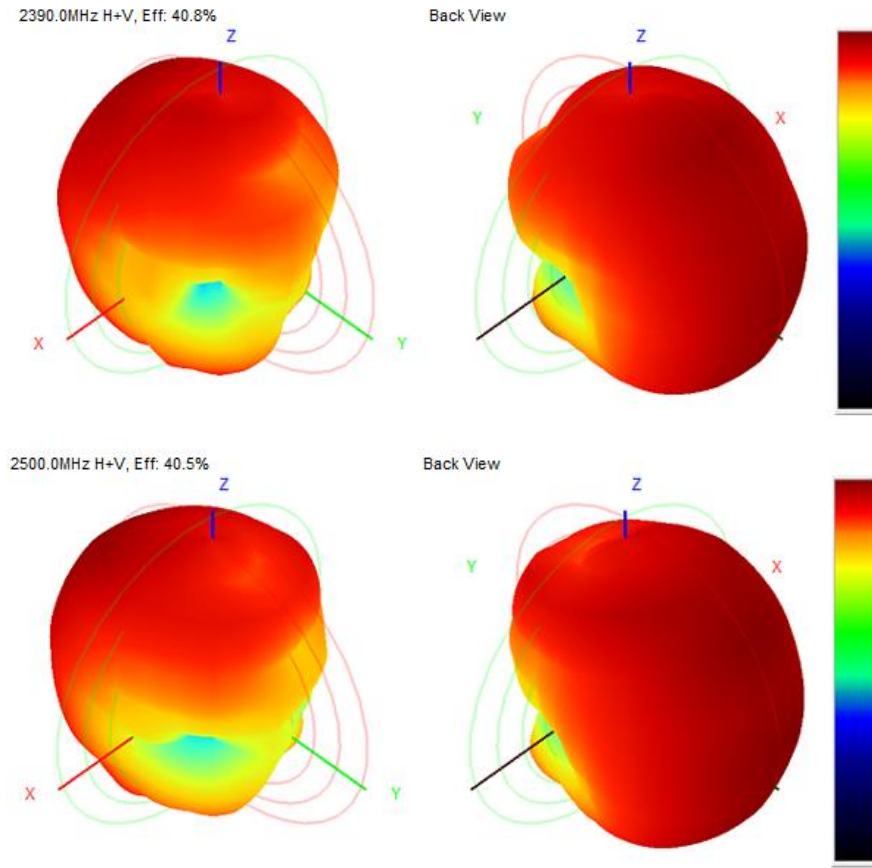 2390.0MHz H+V, Eff: 40.8%
Back View
Z
Z
Y
X
X
Y
2500.0MHz H+V, Eff: 40.5%
Back View
Z
Z
Y
X
X
Y